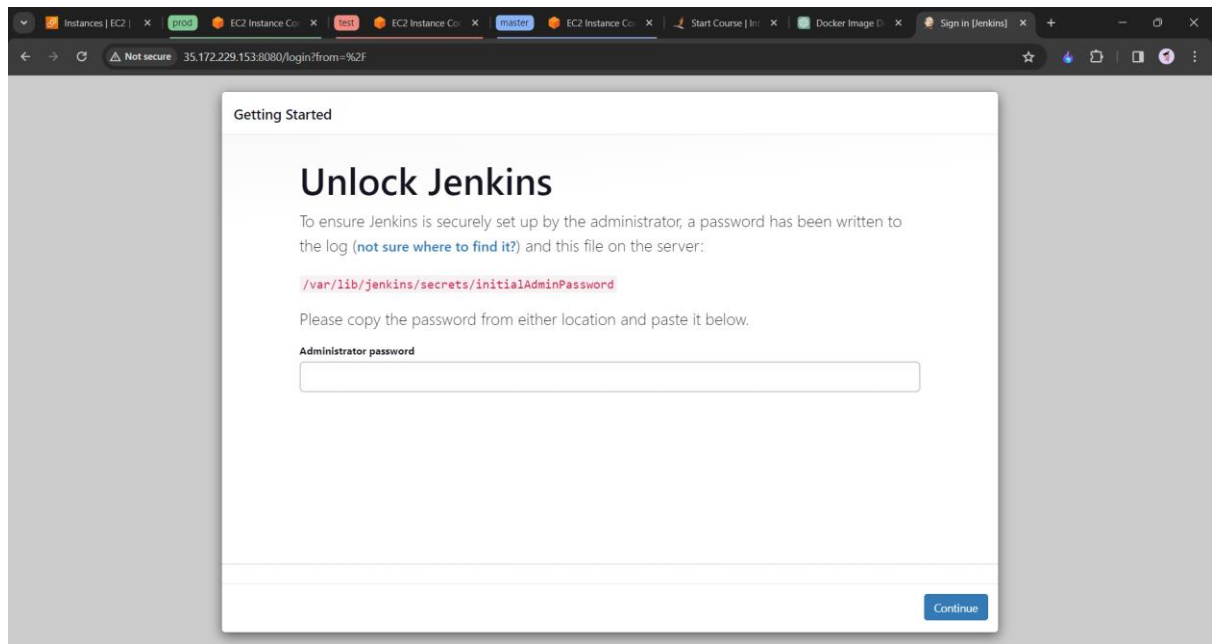 Instances | EC2 |
prod
EC2 Instance Co
test
EC2 Instance Co
master
EC2 Instance Co
Start Course | Int
Docker Image D
Sign in [Jenkins]
Not secure 35.172.229.153:8080/login?from=%2F
Getting Started
Unlock Jenkins
To ensure Jenkins is securely set up by the administrator, a password has been written to
the log (not sure where to find it?) and this file on the server:
/var/lib/jenkins/secrets/initialAdminPassword
Please copy the password from either location and paste it below.
Administrator password
Continue